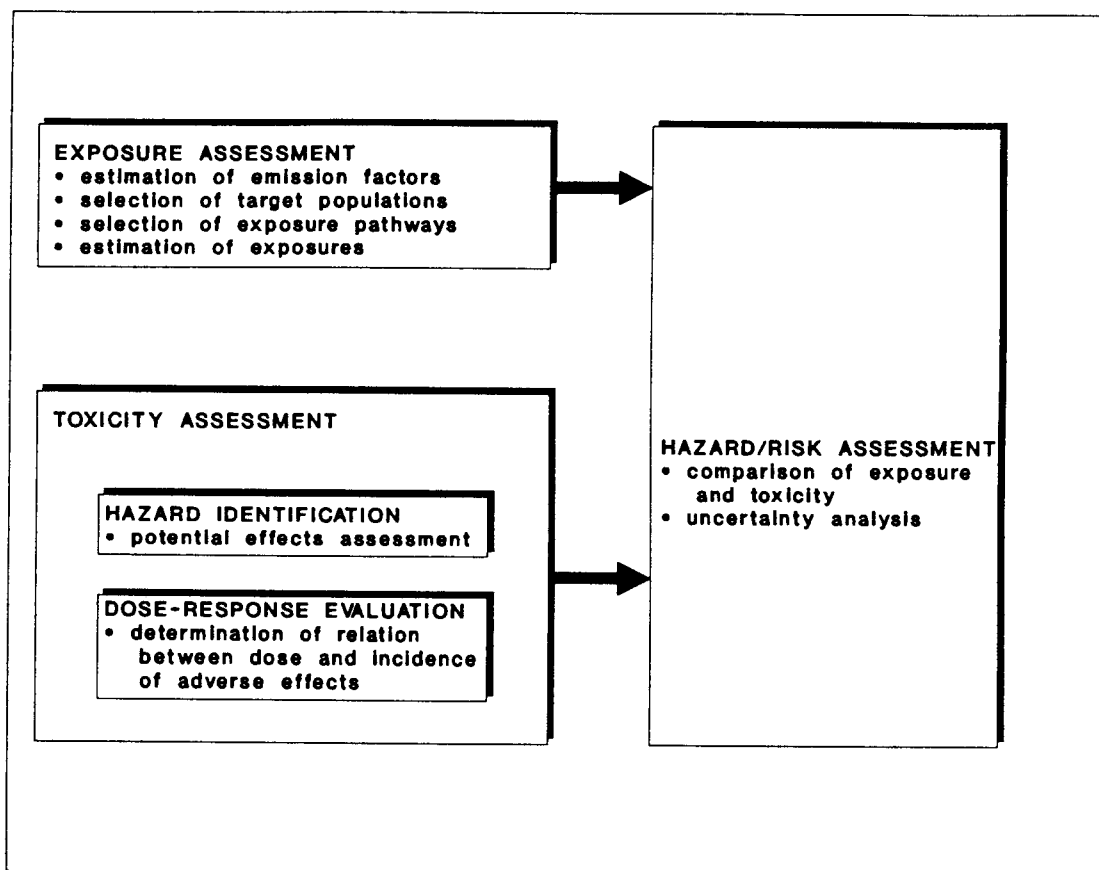 EXPOSURE ASSESSMENT
• estimation of emission factors
• selection of target populations
• selection of exposure pathways
• estimation of exposures
TOXICITY ASSESSMENT
HAZARD IDENTIFICATION
• potential effects assessment
DOSE-RESPONSE EVALUATION
• determination of relation
between dose and incidence
of adverse effects
HAZARD/RISK ASSESSMENT
• comparison of exposure
and toxicity
• uncertainty analysis